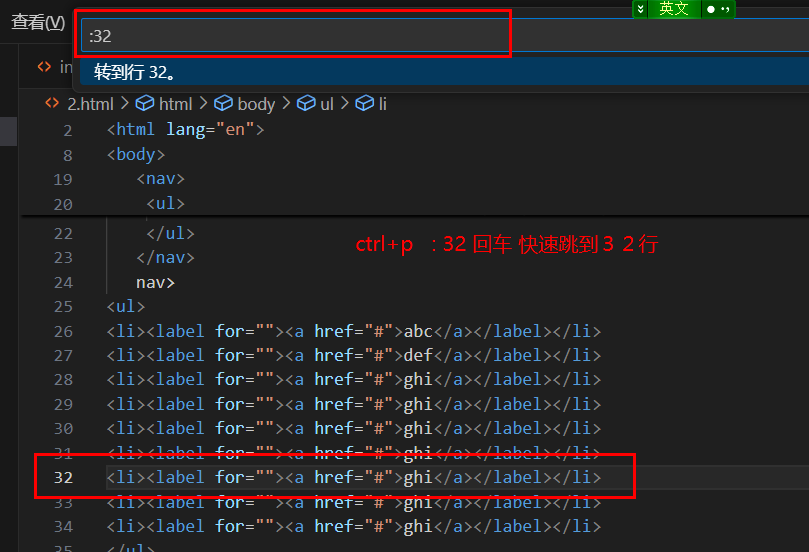 查看(V)
英文
:32
转到行 32。
<> in
<> 2.html > html > body > ul > li
2 <html lang="en">
8 <body>
19 <nav>
20 <ul>
22 </ul>
23 </nav>
24 nav>
25 <ul>
26 <li><label for=""><a href="#">abc</a></label></li>
27 <li><label for=""><a href="#">def</a></label></li>
28 <li><label for=""><a href="#">ghi</a></label></li>
29 <li><label for=""><a href="#">ghi</a></label></li>
30 <li><label for=""><a href="#">ghi</a></label></li>
31 <li><label for=""><a href="#">ghi</a></label></li>
32 <li><label for=""><a href="#">ghi</a></label></li>
33 <li><label for=""><a href="#">ghi</a></label></li>
34 <li><label for=""><a href="#">ghi</a></label></li>
35 </ul>
ctrl+p :32 回车 快速跳到３２行